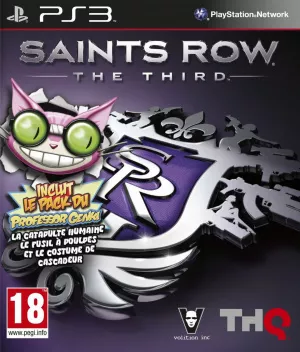 PS3
PlayStation®Network
SAINTS ROW
THE THIRD
INCLUT
LE PACK DU
PROFESSOR GENKI
LA CATAPULTE HUMAINE
LE FUSIL À POULPES
ET LE COSTUME DE
CASCADEUR
18
www.pegi.info
volition inc
THQ